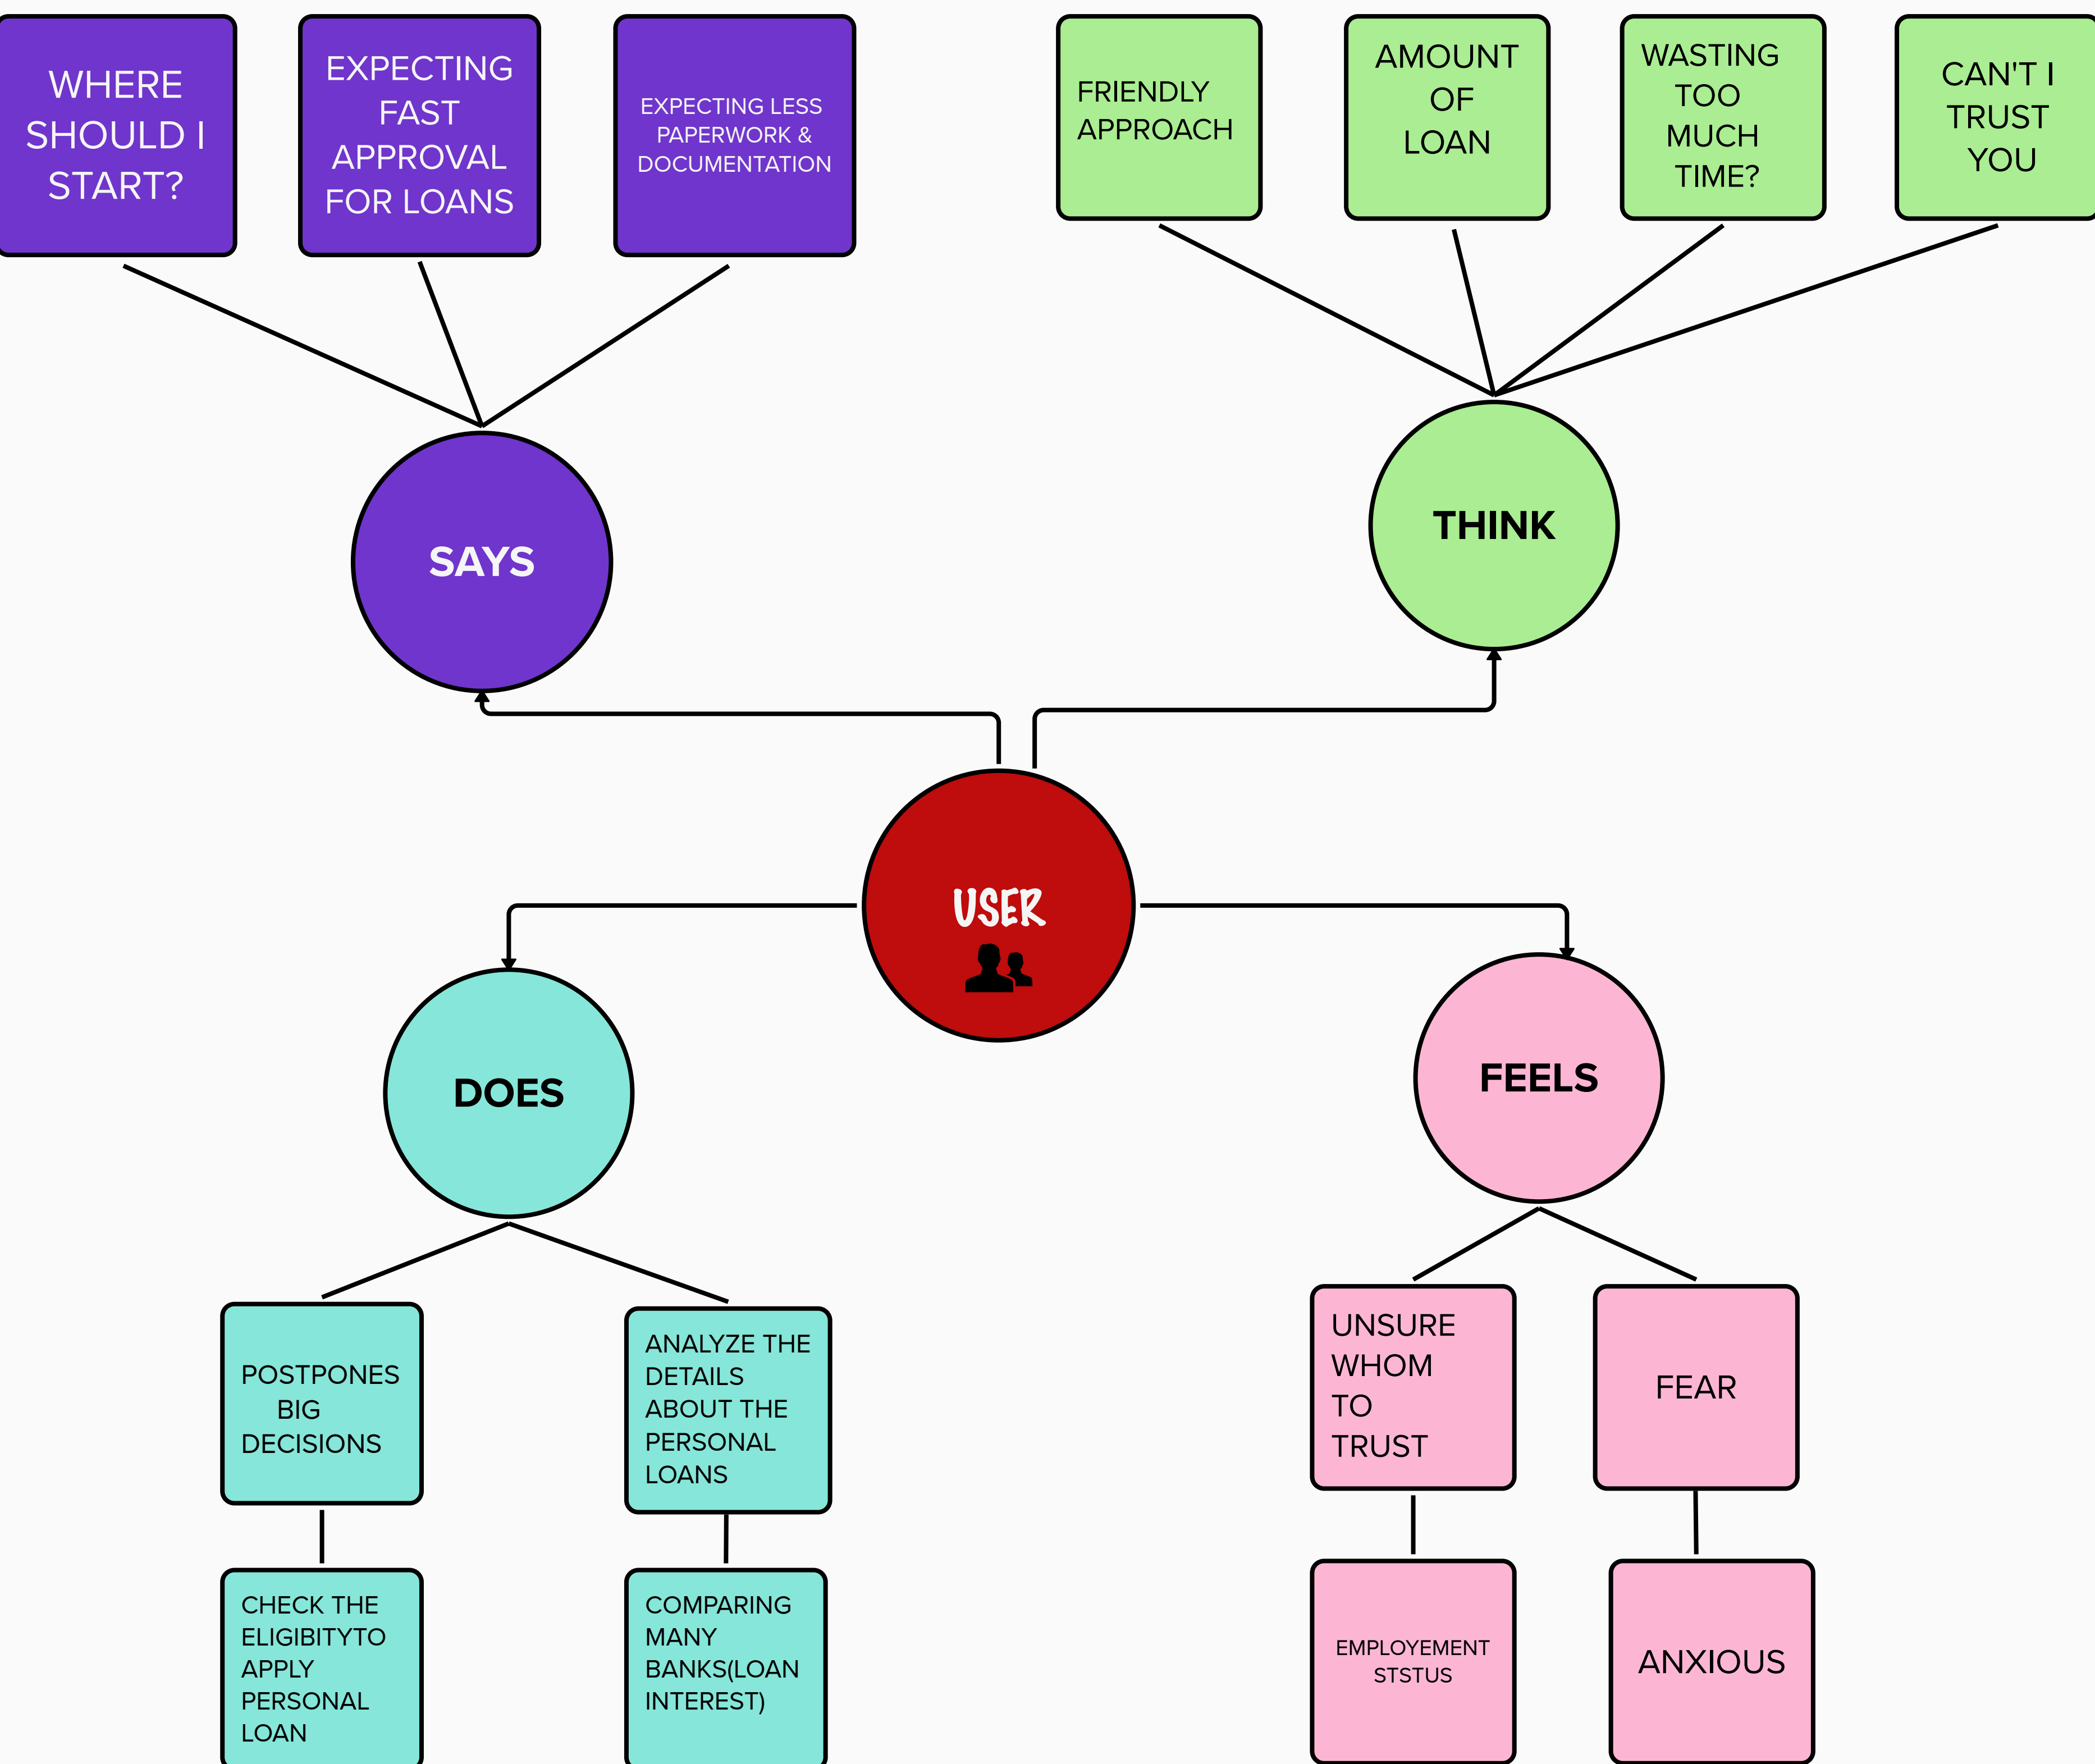 WHERE
SHOULD I
START?
EXPECTING
FAST
APPROVAL
FOR LOANS
EXPECTING LESS
PAPERWORK &
DOCUMENTATION
FRIENDLY
APPROACH
AMOUNT
OF
LOAN
WASTING
TOO
MUCH
TIME?
CAN'T I
TRUST
YOU
SAYS
THINK
USER
DOES
FEELS
POSTPONES
BIG
DECISIONS
ANALYZE THE
DETAILS
ABOUT THE
PERSONAL
LOANS
UNSURE
WHOM
TO
TRUST
FEAR
CHECK THE
ELIGIBITYTO
APPLY
PERSONAL
LOAN
COMPARING
MANY
BANKS(LOAN
INTEREST)
EMPLOYEMENT
STSTUS
ANXIOUS